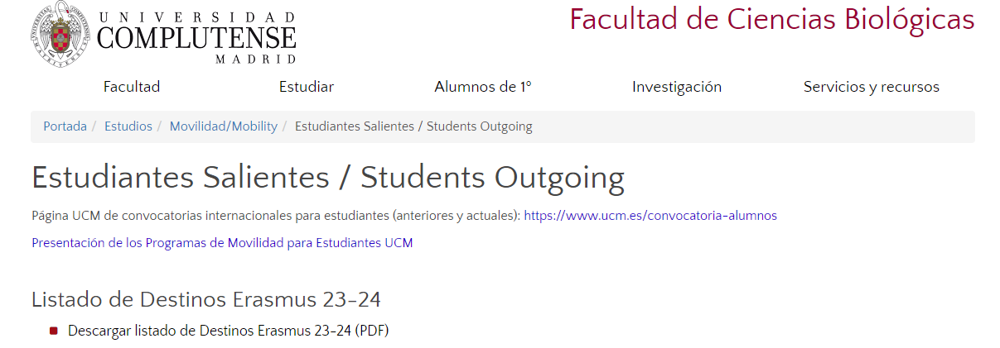 UNIVERSIDAD
COMPLUTENSE
MADRID
Facultad de Ciencias Biológicas
Facultad Estudiar Alumnos de 1º Investigación Servicios y recursos
Portada / Estudios / Movilidad/Mobility / Estudiantes Salientes / Students Outgoing
Estudiantes Salientes / Students Outgoing
Página UCM de convocatorias internacionales para estudiantes (anteriores y actuales): https://www.ucm.es/convocatoria-alumnos
Presentación de los Programas de Movilidad para Estudiantes UCM
Listado de Destinos Erasmus 23-24
Descargar listado de Destinos Erasmus 23-24 (PDF)